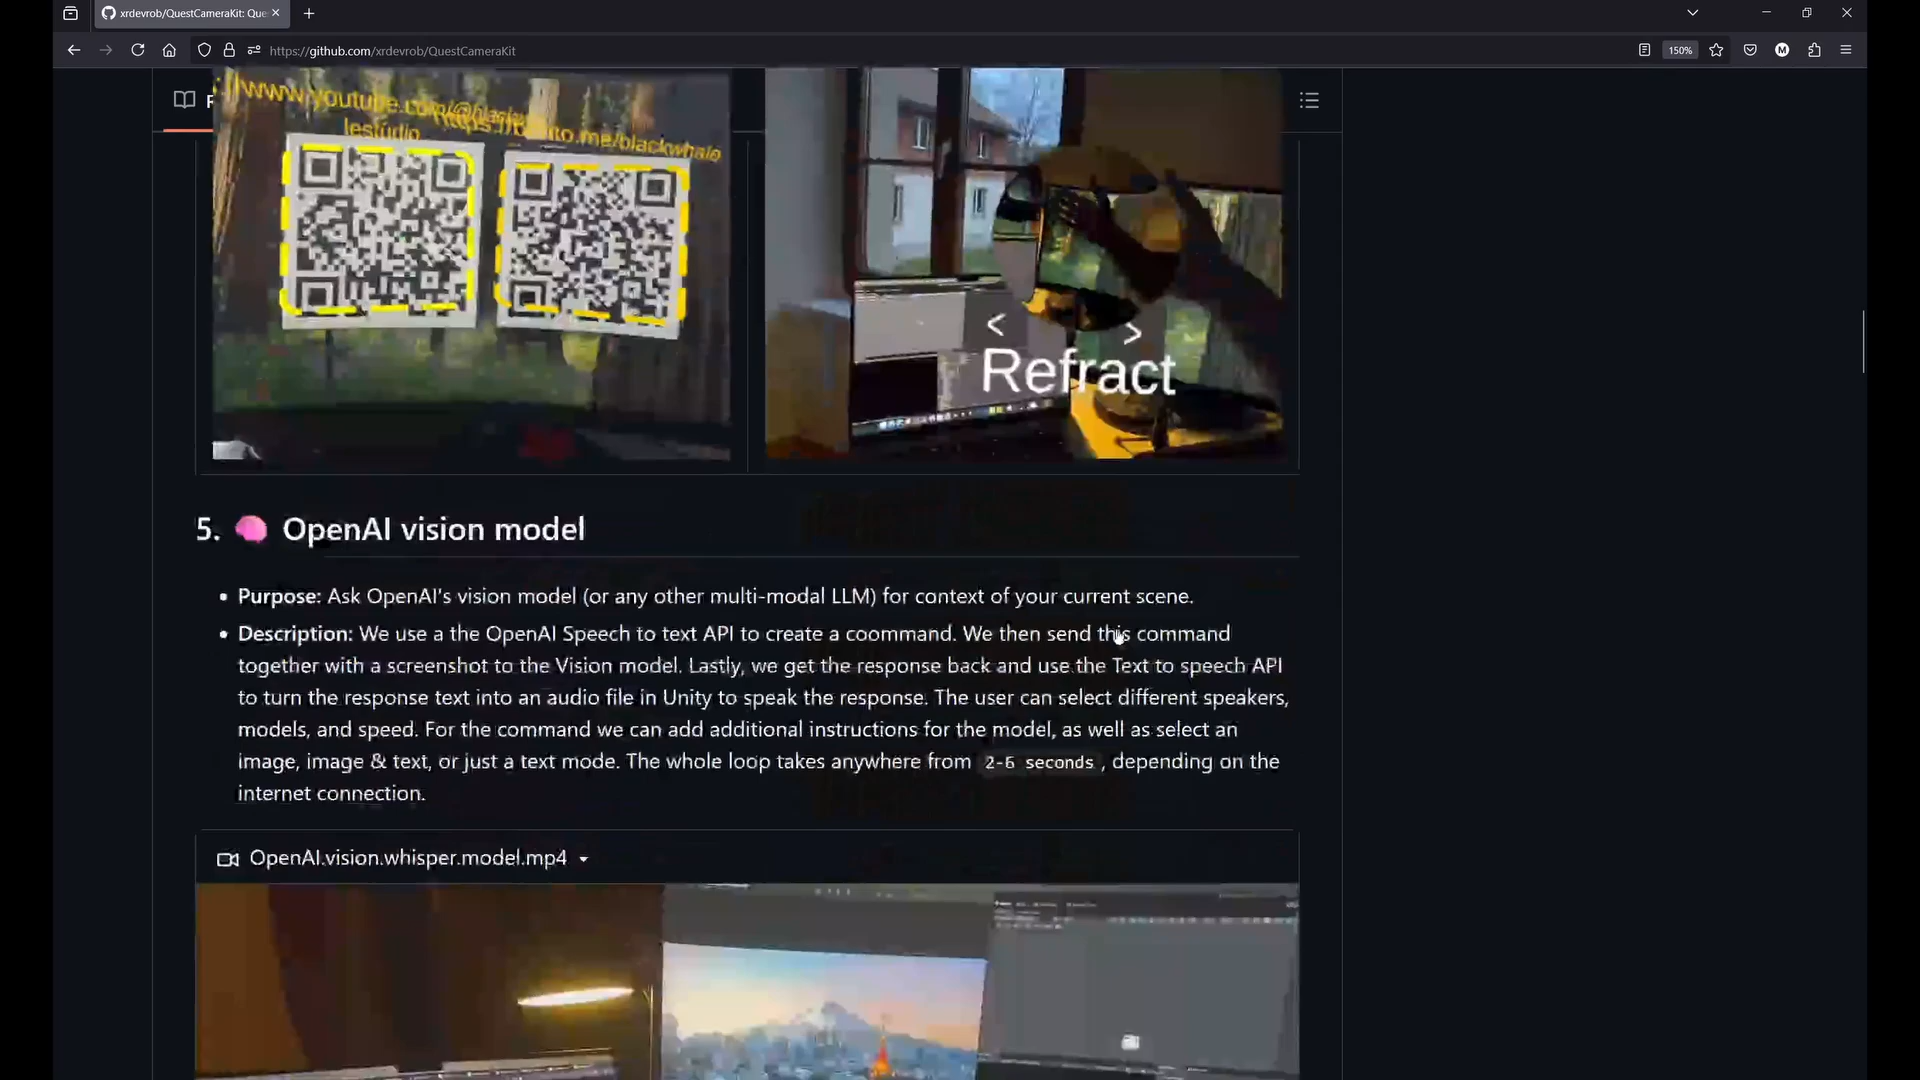 xrdevrob/QuestCameraKit: Que
https://github.com/xrdevrob/QuestCameraKit
150%
M
://www.youtube.com/@black
lestudio
.me/blackwhale
< >
Refract
5. 🧠 OpenAI vision model
• Purpose: Ask OpenAI's vision model (or any other multi-modal LLM) for context of your current scene.
• Description: We use a the OpenAI Speech to text API to create a coommand. We then send this command
together with a screenshot to the Vision model. Lastly, we get the response back and use the Text to speech API
to turn the response text into an audio file in Unity to speak the response. The user can select different speakers,
models, and speed. For the command we can add additional instructions for the model, as well as select an
image, image & text, or just a text mode. The whole loop takes anywhere from 2-6 seconds , depending on the
internet connection.
OpenAI.vision.whisper.model.mp4